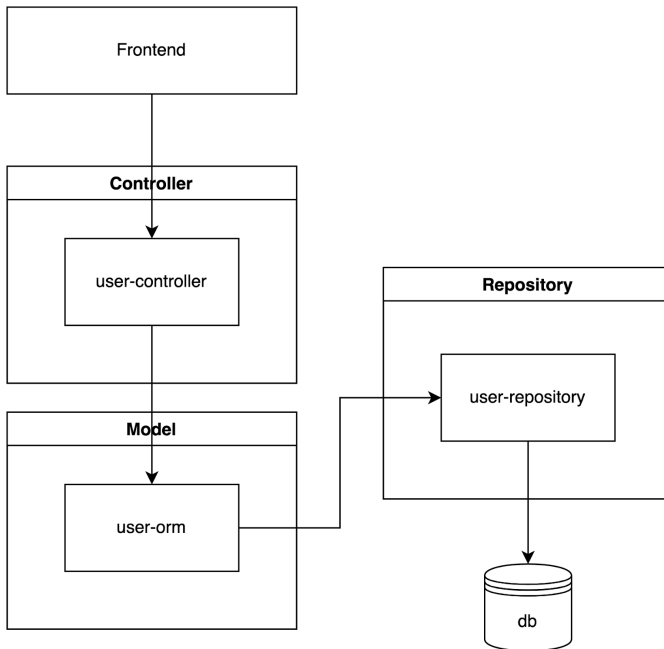 Frontend
Controller
user-controller
Repository
user-repository
Model
user-orm
db